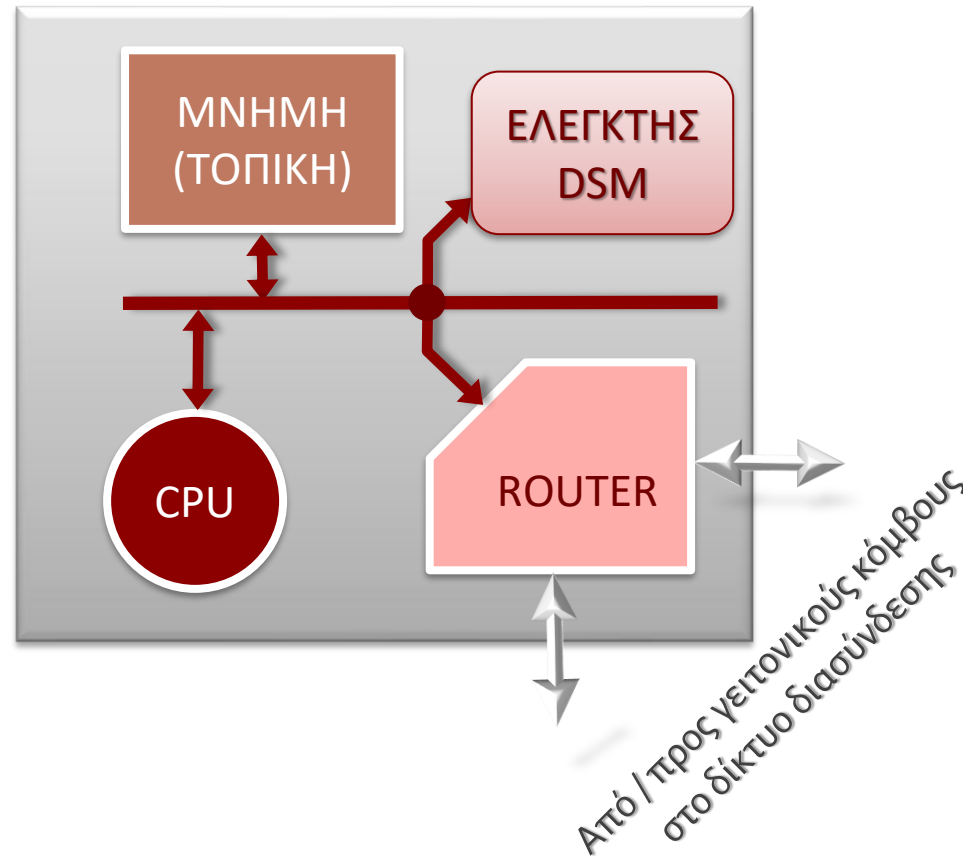 ΜΝΗΜΗ
(ΤΟΠΙΚΗ)
ΕΛΕΓΚΤΗΣ
DSM
CPU
ROUTER
Από / προς γειτονικούς κόμβους
στο δίκτυο διασύνδεσης